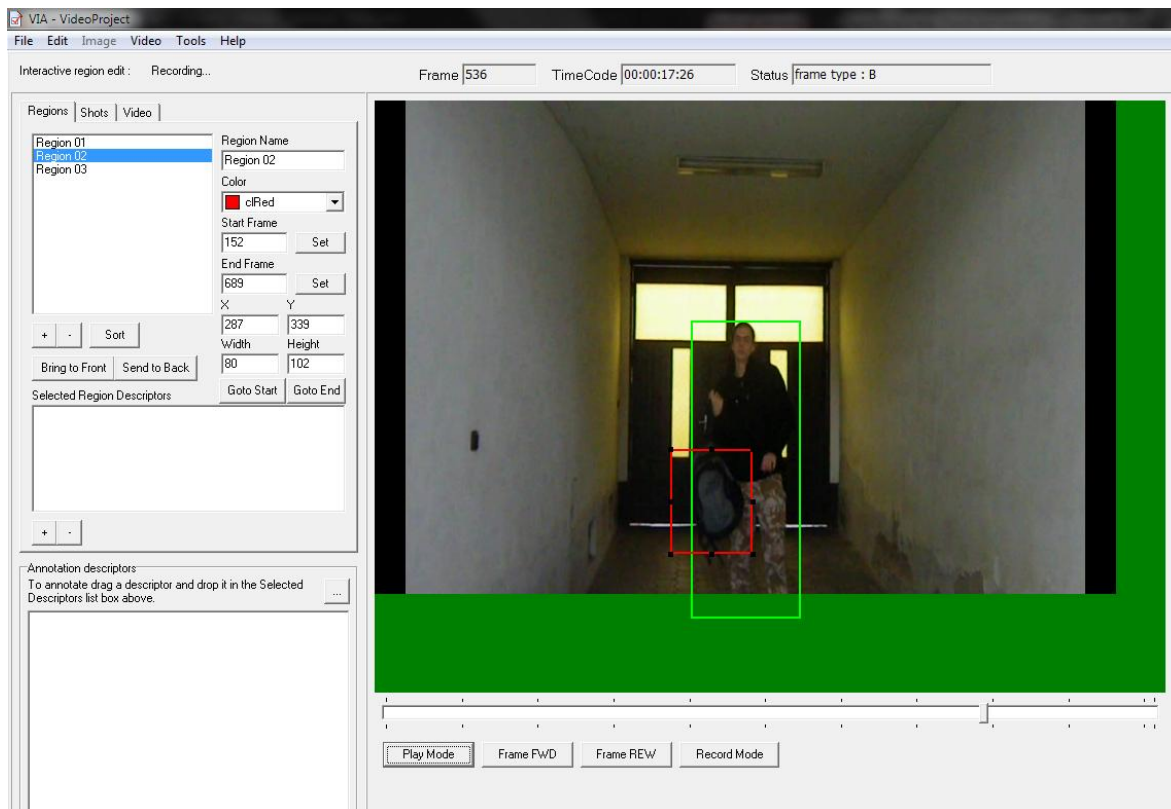 VIA - VideoProject
File Edit Image Video Tools Help
Interactive region edit : Recording...
Frame 536 TimeCode 00:00:17:26 Status frame type : B
Regions Shots Video
Region 01
Region 02
Region 03
Region Name
Region 02
Color
clRed
Start Frame
152 Set
End Frame
689 Set
X Y
287 339
Width Height
80 102
+ - Sort
Bring to Front Send to Back
Goto Start Goto End
Selected Region Descriptors
+ -
Annotation descriptors
To annotate drag a descriptor and drop it in the Selected
Descriptors list box above.
...
Play Mode Frame FWD Frame REW Record Mode